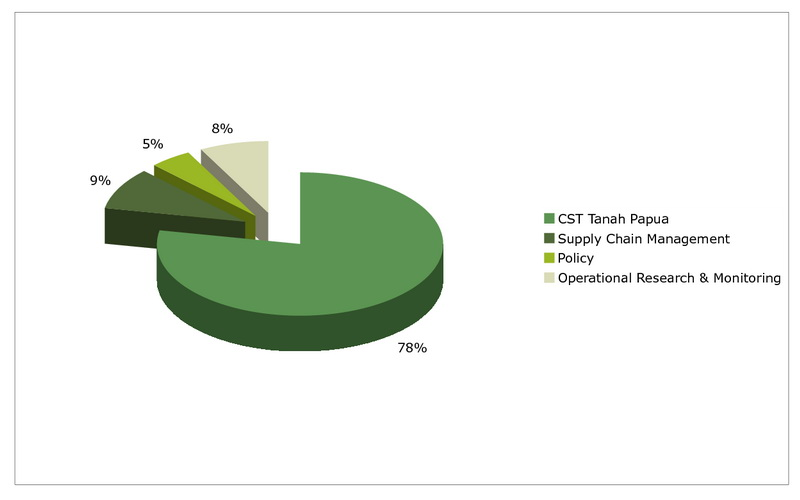 8%
5%
9%
78%
CST Tanah Papua
Supply Chain Management
Policy
Operational Research & Monitoring